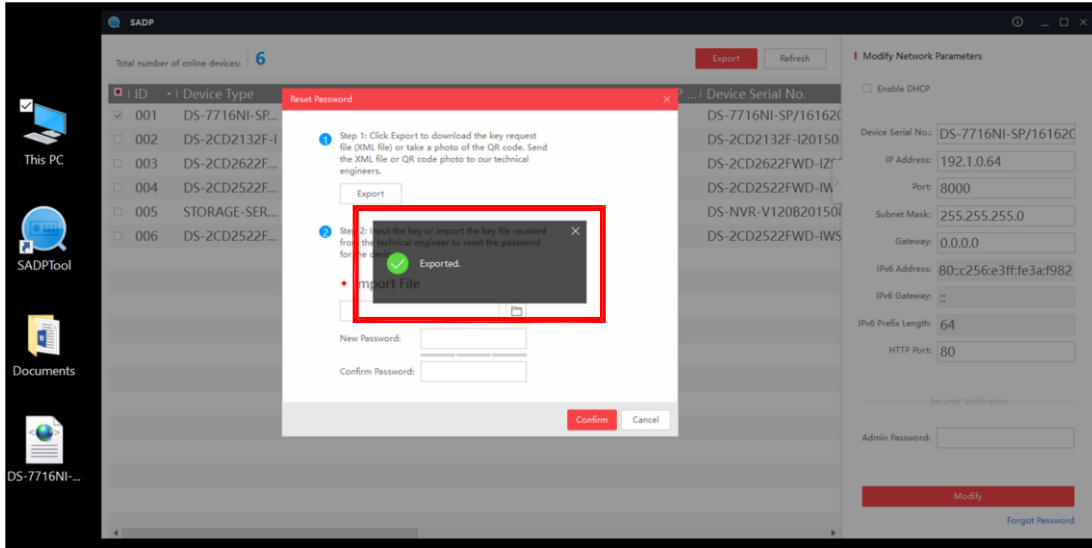 SADP
Total number of online devices: 6
Export
Refresh
ID
Device Type
Device Serial No.
001 DS-7716NI-SP... DS-7716NI-SP/161620
002 DS-2CD2132F-I DS-2CD2132F-I201503
003 DS-2CD2622F... DS-2CD2622FWD-IZS
004 DS-2CD2522F... DS-2CD2522FWD-IW
005 STORAGE-SER... DS-NVR-V120B201508
006 DS-2CD2522F... DS-2CD2522FWD-IWS
This PC
SADPTool
Documents
DS-7716NI-...
Reset Password
1
Step 1: Click Export to download the key request
file (XML file) or take a photo of the QR code. Send
the XML file or QR code photo to our technical
engineers.
Export
2
Step 2: Input the key or import the key file received
from the technical engineer to reset the password
for the
Exported.
Import File
New Password:
Confirm Password:
Confirm
Cancel
Modify Network Parameters
Enable DHCP
Device Serial No.: DS-7716NI-SP/161620
IP Address: 192.1.0.64
Port: 8000
Subnet Mask: 255.255.255.0
Gateway: 0.0.0.0
IPv6 Address: 80::c256:e3ff:fe3a:f982
IPv6 Gateway: ::
IPv6 Prefix Length: 64
HTTP Port: 80
Security Verification
Admin Password:
Modify
Forgot Password